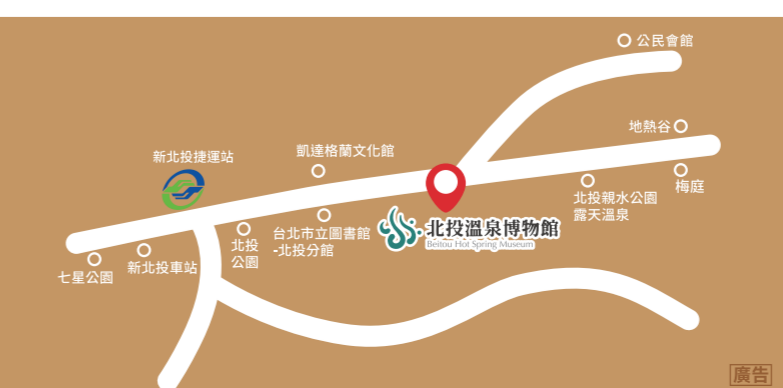 公民會館
地熱谷
新北投捷運站
凱達格蘭文化館
梅庭
北投親水公園
露天溫泉
北投溫泉博物館
Beitou Hot Spring Museum
台北市立圖書館
-北投分館
北投
公園
新北投車站
七星公園
廣告